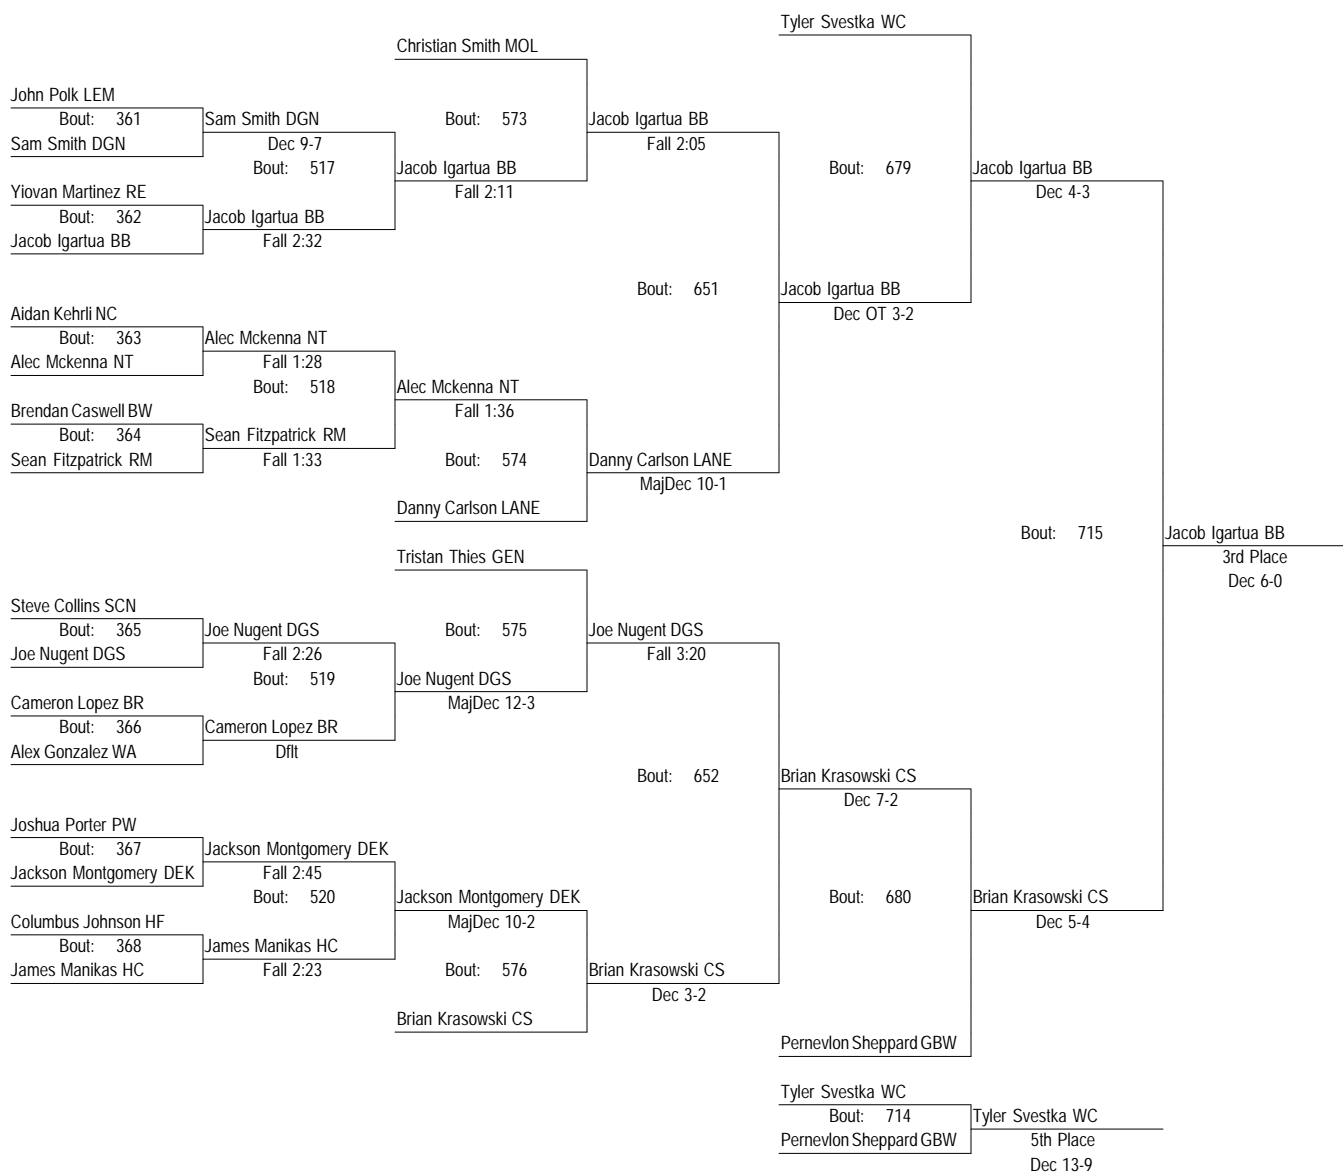 Tyler Svestka WC
Christian Smith MOL
John Polk LEM
Bout: 361
Sam Smith DGN
Sam Smith DGN
Dec 9-7
Bout: 517
Bout: 573
Jacob Igartua BB
Fall 2:05
Yiovan Martinez RE
Bout: 362
Jacob Igartua BB
Jacob Igartua BB
Fall 2:32
Jacob Igartua BB
Fall 2:11
Bout: 679
Jacob Igartua BB
Dec 4-3
Bout: 651
Jacob Igartua BB
Dec OT 3-2
Aidan Kehrli NC
Bout: 363
Alec Mckenna NT
Alec Mckenna NT
Fall 1:28
Bout: 518
Alec Mckenna NT
Fall 1:36
Brendan Caswell BW
Bout: 364
Sean Fitzpatrick RM
Sean Fitzpatrick RM
Fall 1:33
Bout: 574
Danny Carlson LANE
MajDec 10-1
Danny Carlson LANE
Bout: 715
Jacob Igartua BB
3rd Place
Dec 6-0
Tristan Thies GEN
Steve Collins SCN
Bout: 365
Joe Nugent DGS
Joe Nugent DGS
Fall 2:26
Bout: 519
Bout: 575
Joe Nugent DGS
Fall 3:20
Joe Nugent DGS
MajDec 12-3
Cameron Lopez BR
Bout: 366
Alex Gonzalez WA
Cameron Lopez BR
Dflt
Bout: 652
Brian Krasowski CS
Dec 7-2
Joshua Porter PW
Bout: 367
Jackson Montgomery DEK
Jackson Montgomery DEK
Fall 2:45
Bout: 520
Jackson Montgomery DEK
MajDec 10-2
Bout: 680
Brian Krasowski CS
Dec 5-4
Columbus Johnson HF
Bout: 368
James Manikas HC
James Manikas HC
Fall 2:23
Bout: 576
Brian Krasowski CS
Dec 3-2
Brian Krasowski CS
Pernevlon Sheppard GBW
Tyler Svestka WC
Bout: 714
Pernevlon Sheppard GBW
Tyler Svestka WC
5th Place
Dec 13-9